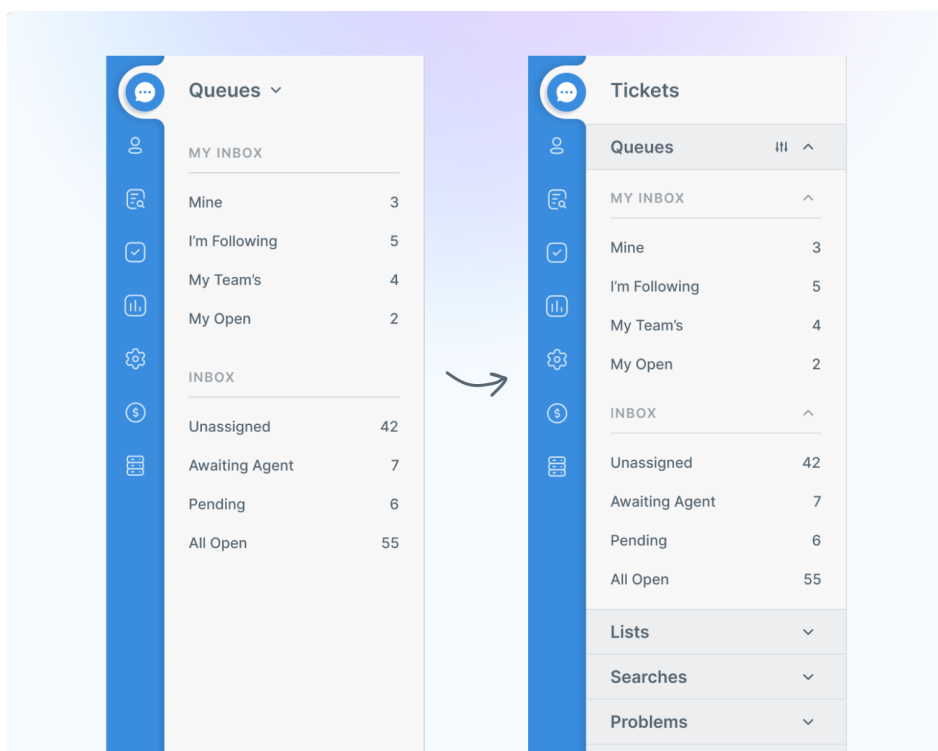 Queues
MY INBOX
Mine 3
I'm Following 5
My Team's 4
My Open 2
INBOX
Unassigned 42
Awaiting Agent 7
Pending 6
All Open 55
Tickets
Queues
MY INBOX
Mine 3
I'm Following 5
My Team's 4
My Open 2
INBOX
Unassigned 42
Awaiting Agent 7
Pending 6
All Open 55
Lists
Searches
Problems